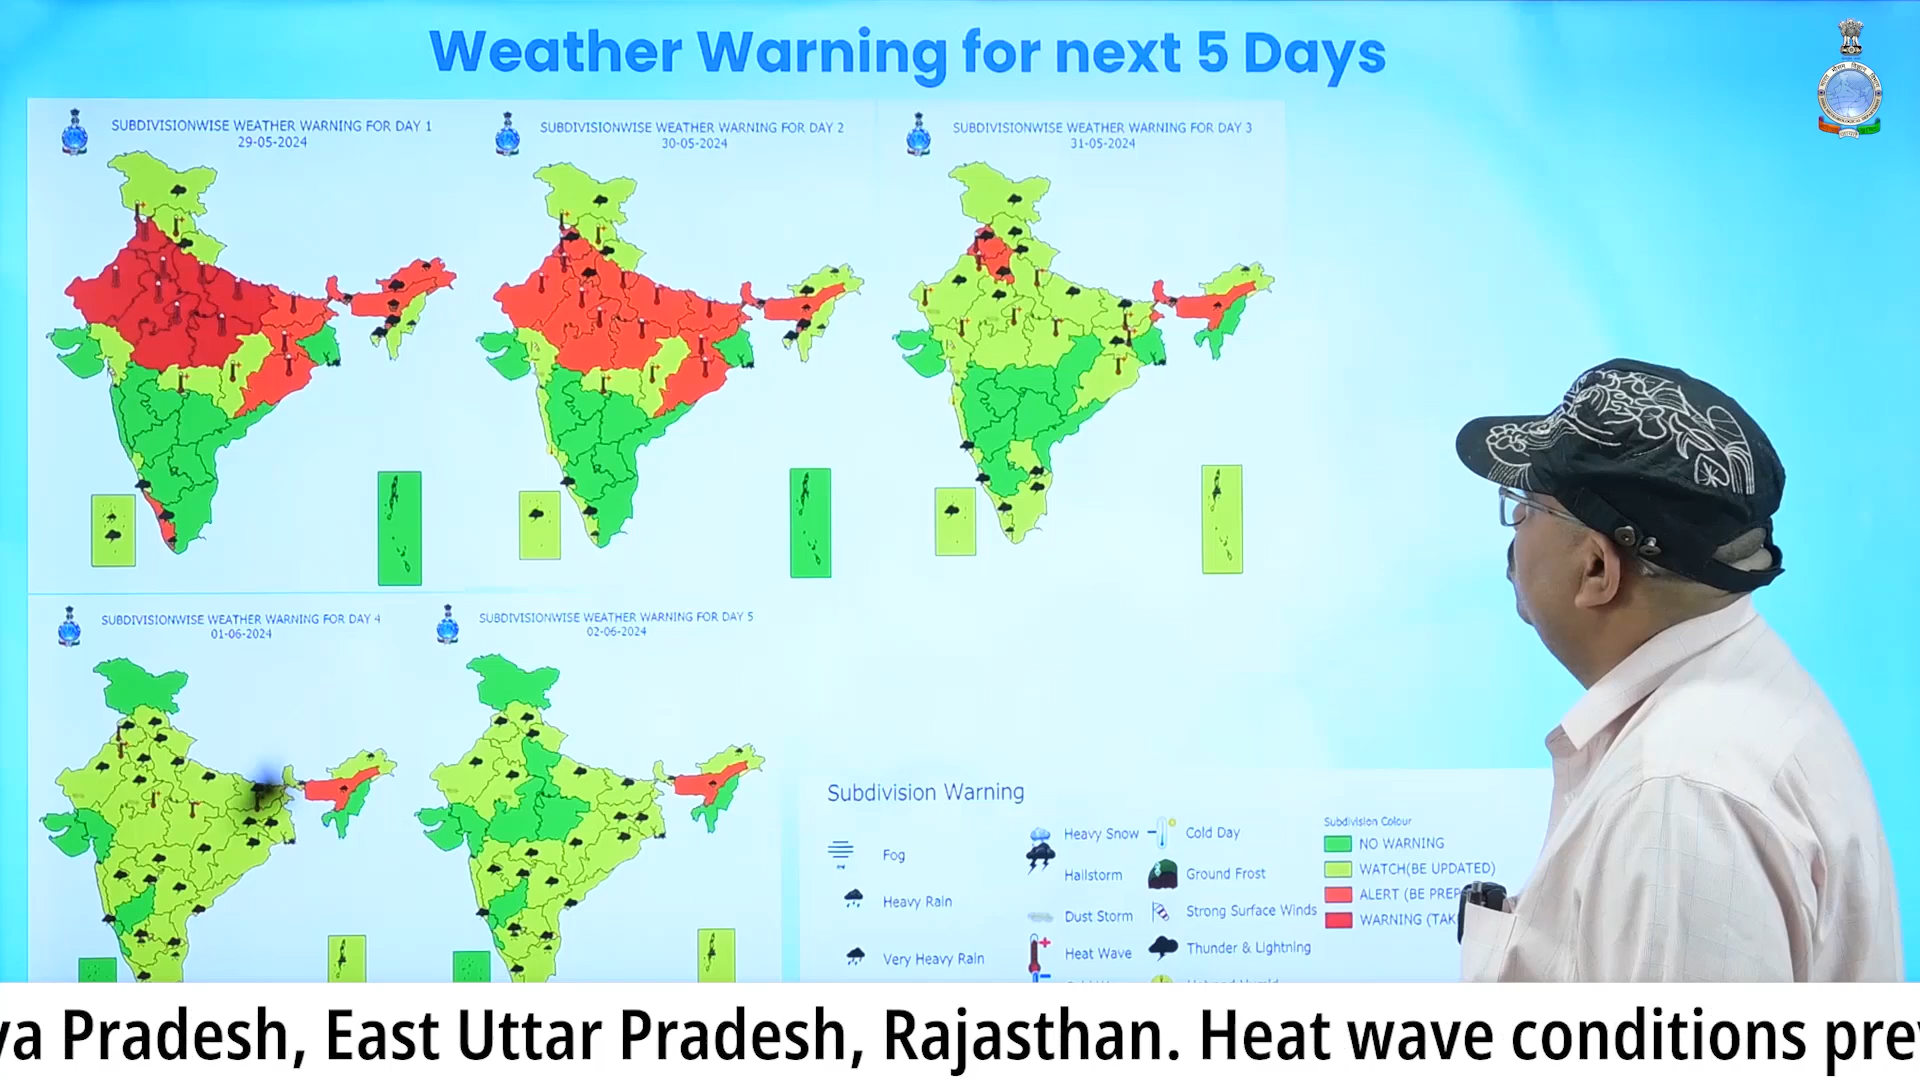 Weather Warning for next 5 Days
SUBDIVISIONWISE WEATHER WARNING FOR DAY 1
29-05-2024
SUBDIVISIONWISE WEATHER WARNING FOR DAY 2
30-05-2024
SUBDIVISIONWISE WEATHER WARNING FOR DAY 3
31-05-2024
SUBDIVISIONWISE WEATHER WARNING FOR DAY 4
01-06-2024
SUBDIVISIONWISE WEATHER WARNING FOR DAY 5
02-06-2024
Subdivision Warning
Fog
Heavy Rain
Very Heavy Rain
Heavy Snow
Hailstorm
Dust Storm
Heat Wave
Cold Day
Ground Frost
Strong Surface Winds
Thunder & Lightning
Subdivision Colour
NO WARNING
WATCH(BE UPDATED)
ALERT (BE PREP
WARNING (TAK
ya Pradesh, East Uttar Pradesh, Rajasthan. Heat wave conditions prev